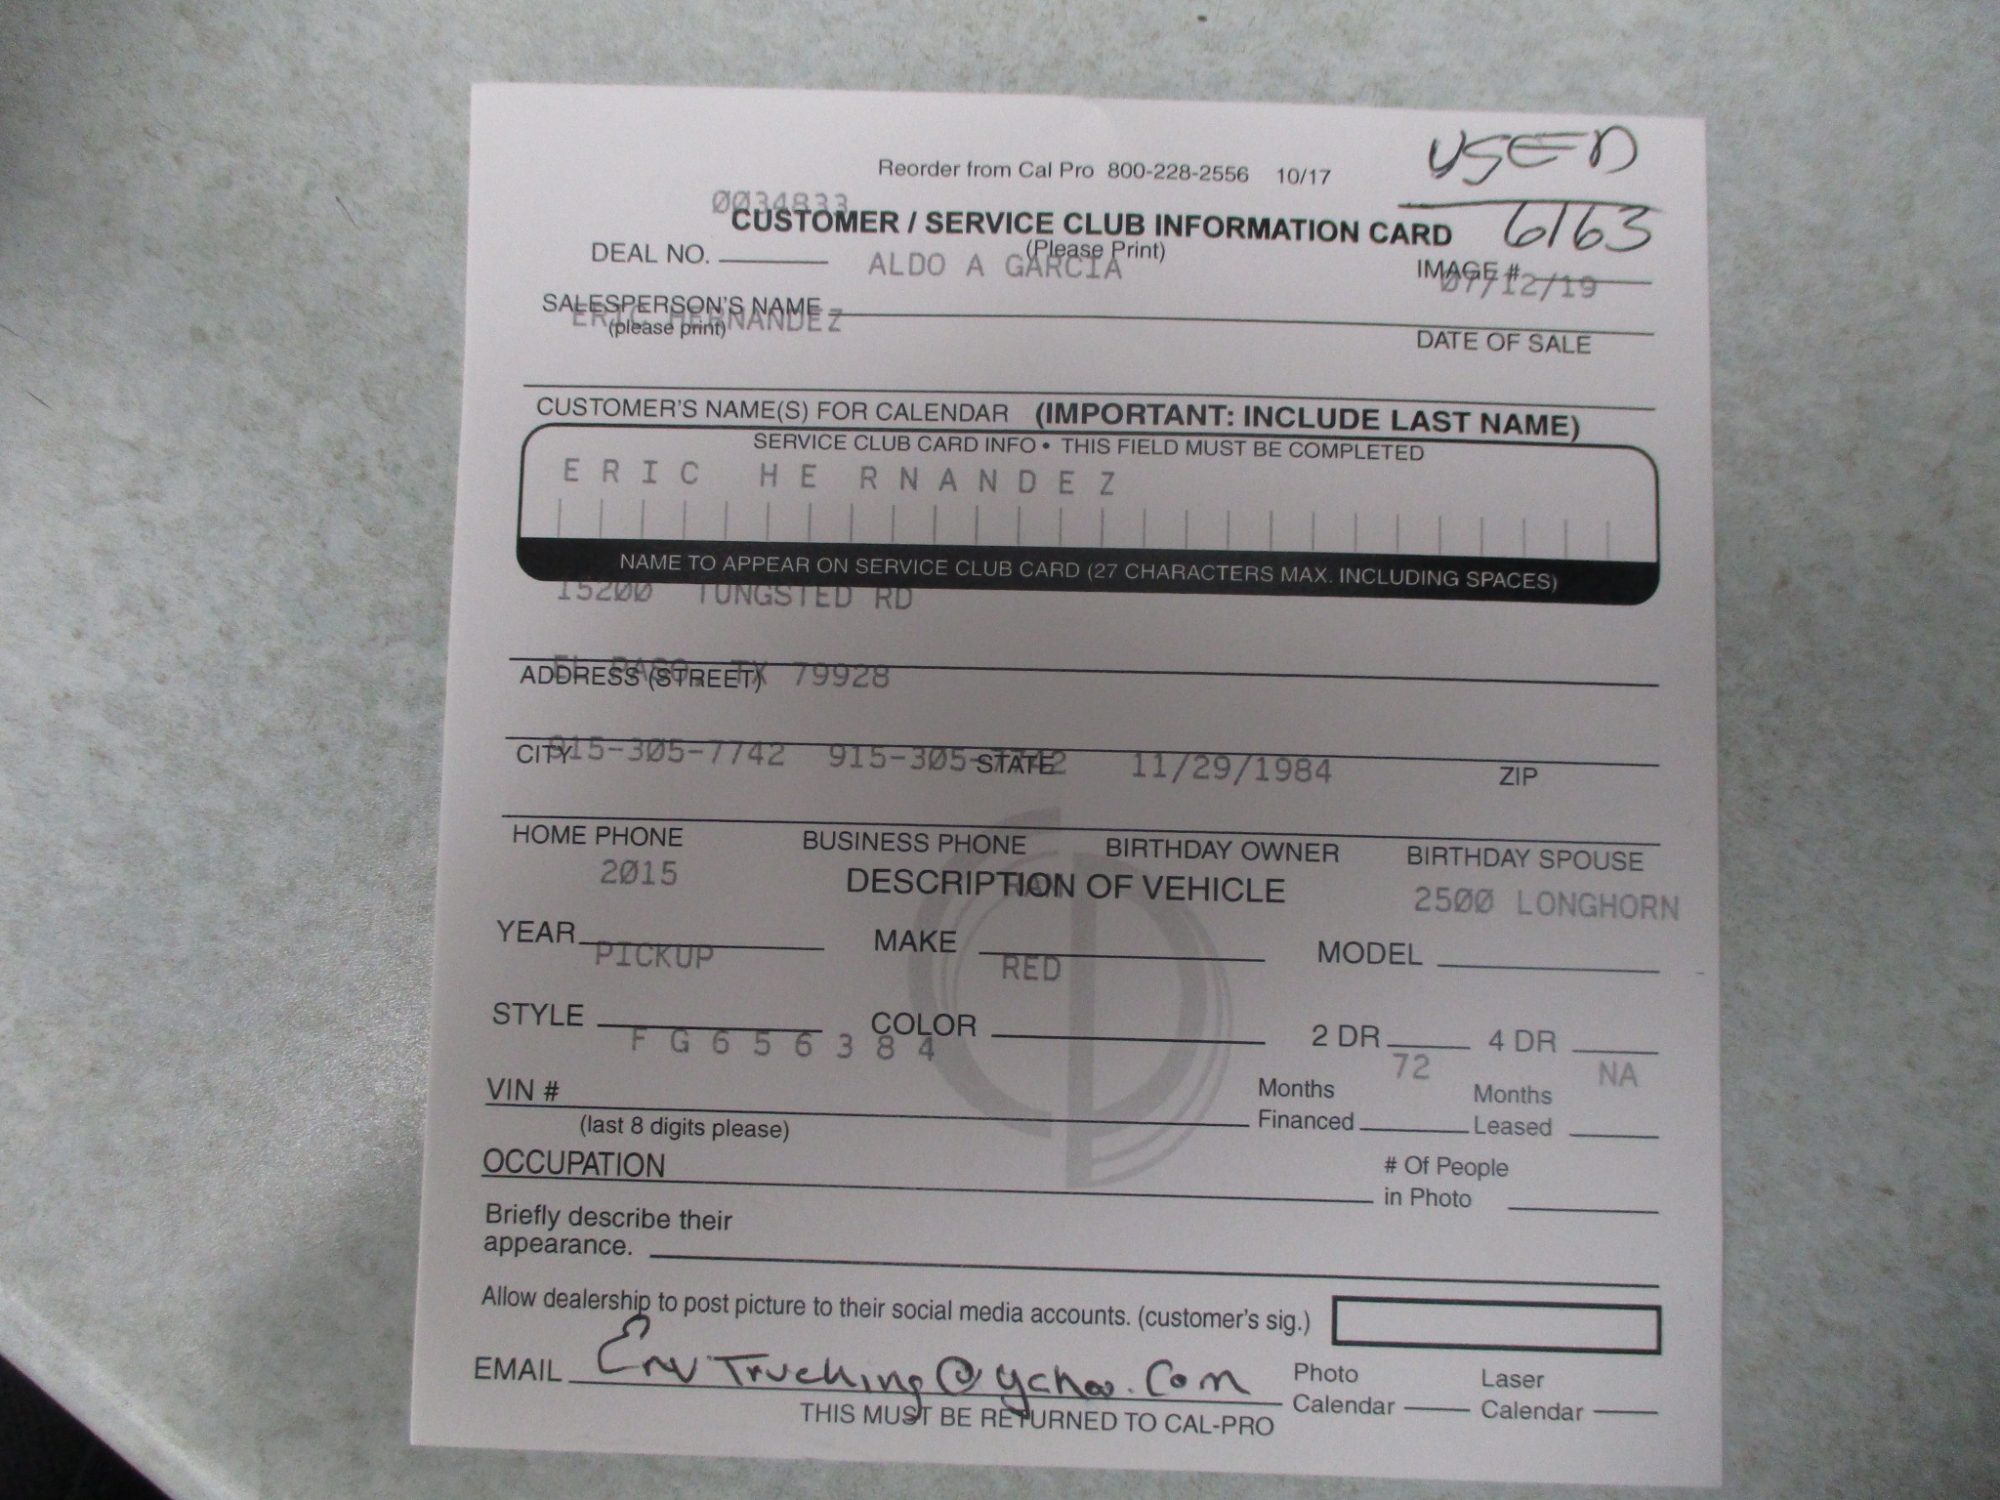 Reorder from Cal Pro 800-228-2556 10/17
USED
0034833
CUSTOMER / SERVICE CLUB INFORMATION CARD
6163
(Please Print)
DEAL NO.
ALDO A GARCIA
IMAGE #
07/12/19
SALESPERSON'S NAME
ERIC HERNANDEZ
(please print)
DATE OF SALE
CUSTOMER'S NAME(S) FOR CALENDAR (IMPORTANT: INCLUDE LAST NAME)
SERVICE CLUB CARD INFO • THIS FIELD MUST BE COMPLETED
ERIC HERNANDEZ
NAME TO APPEAR ON SERVICE CLUB CARD (27 CHARACTERS MAX. INCLUDING SPACES)
15200 TUNGSTED RD
EL PASO, TX 79928
ADDRESS (STREET)
915-305-7742 915-305-7742 11/29/1984
CITY STATE ZIP
HOME PHONE BUSINESS PHONE BIRTHDAY OWNER BIRTHDAY SPOUSE
2015 RAM 2500 LONGHORN
DESCRIPTION OF VEHICLE
YEAR MAKE MODEL
PICKUP RED
STYLE COLOR 2 DR 4 DR
FG656384 72 NA
VIN # Months Financed Months Leased
(last 8 digits please)
OCCUPATION # Of People in Photo
Briefly describe their
appearance.
Allow dealership to post picture to their social media accounts. (customer's sig.)
EMAIL Trucking@yahoo.com Photo Calendar Laser Calendar
THIS MUST BE RETURNED TO CAL-PRO